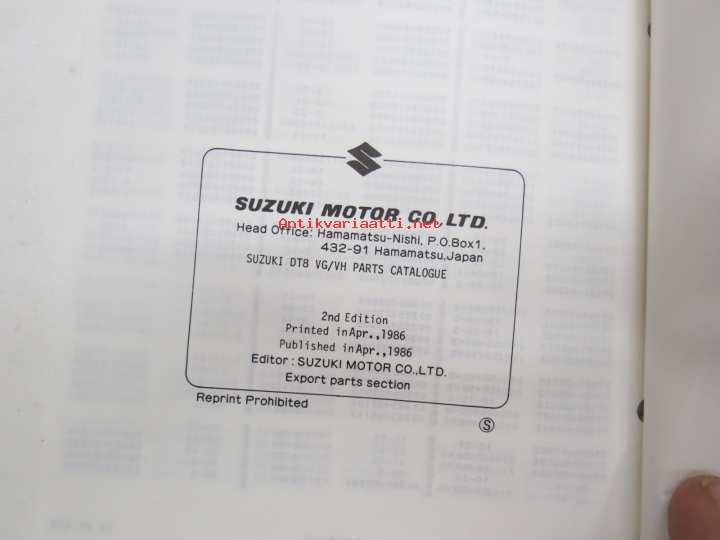 SUZUKI MOTOR CO.,LTD.
Antikvariaatti.net
Head Office: Hamamatsu-Nishi, P.O.Box1,
432-91 Hamamatsu,Japan
SUZUKI DT8 VG/VH PARTS CATALOGUE
2nd Edition
Printed in Apr.,1986
Published in Apr.,1986
Editor : SUZUKI MOTOR CO.,LTD.
Export parts section
Reprint Prohibited
Ⓢ